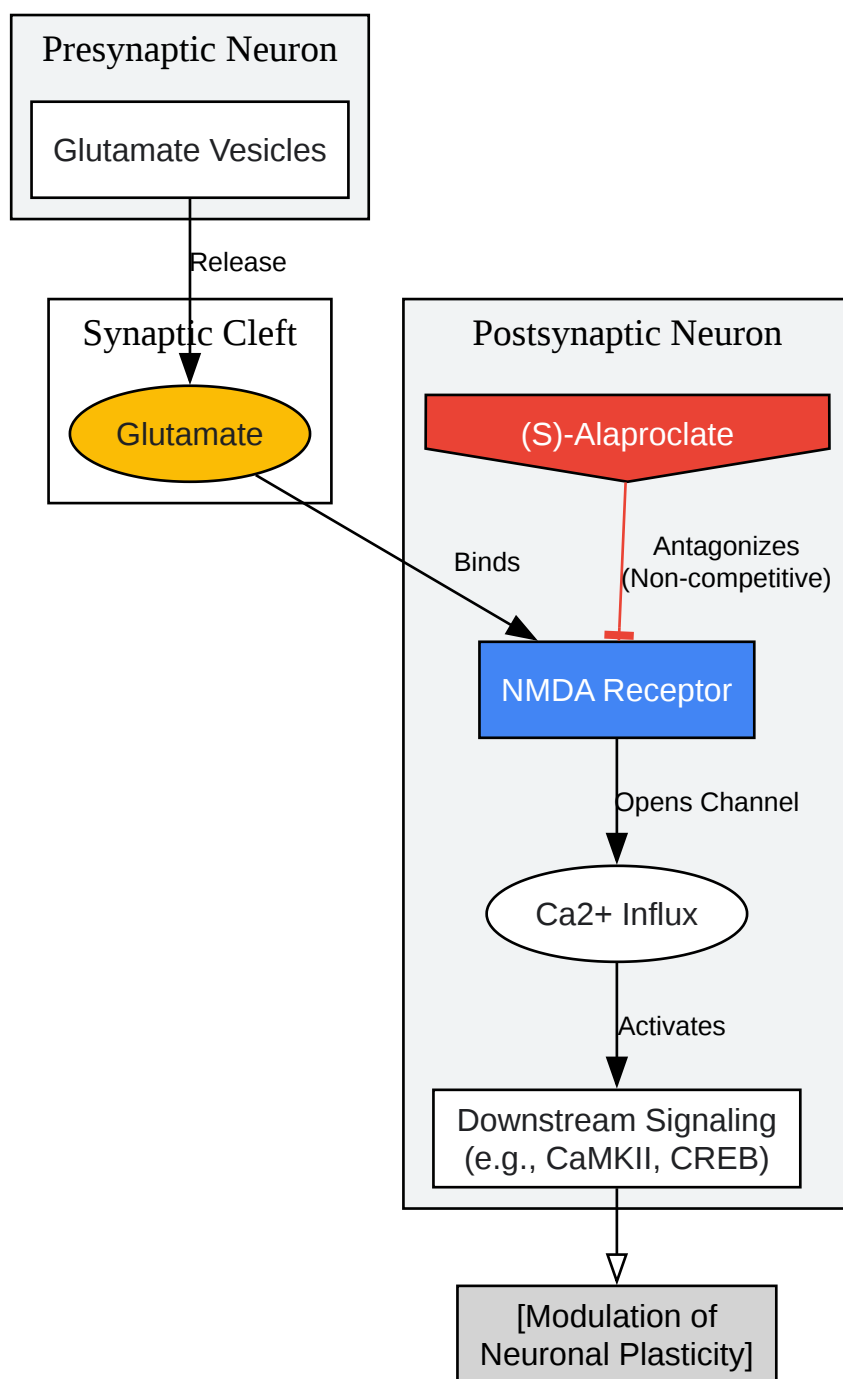 Presynaptic Neuron
Glutamate Vesicles
Release
Synaptic Cleft
Glutamate
Postsynaptic Neuron
(S)-Alaproclate
Binds
Antagonizes
(Non-competitive)
NMDA Receptor
Opens Channel
Ca2+ Influx
Activates
Downstream Signaling
(e.g., CaMKII, CREB)
[Modulation of
Neuronal Plasticity]